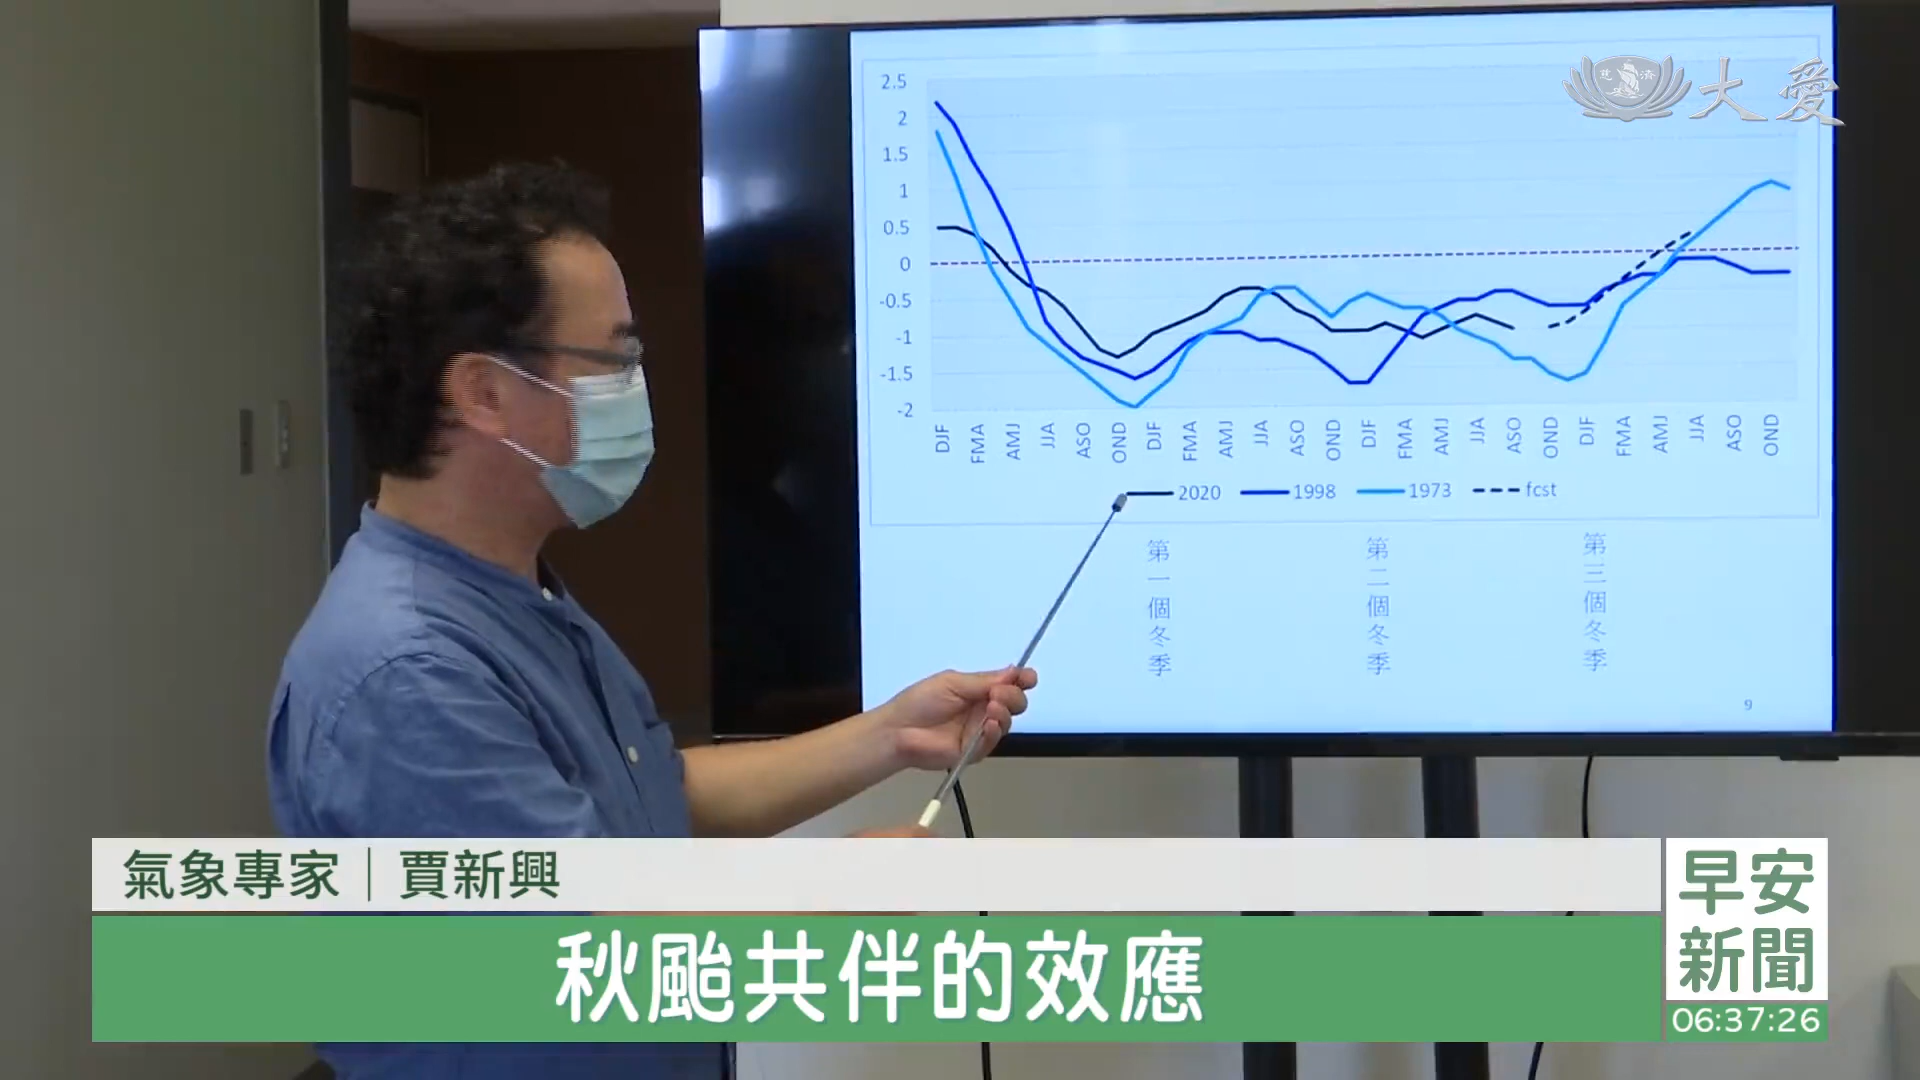 慈 濟
大愛
2.5
2
1.5
1
0.5
0
-0.5
-1
-1.5
-2
DJF FMA AMJ JJA ASO OND DJF FMA AMJ JJA ASO OND DJF FMA AMJ JJA ASO OND DJF FMA AMJ JJA ASO OND
2020 1998 1973 fcst
第一個冬季
第二個冬季
第三個冬季
9
氣象專家｜賈新興
秋颱共伴的效應
早安
新聞
06:37:26